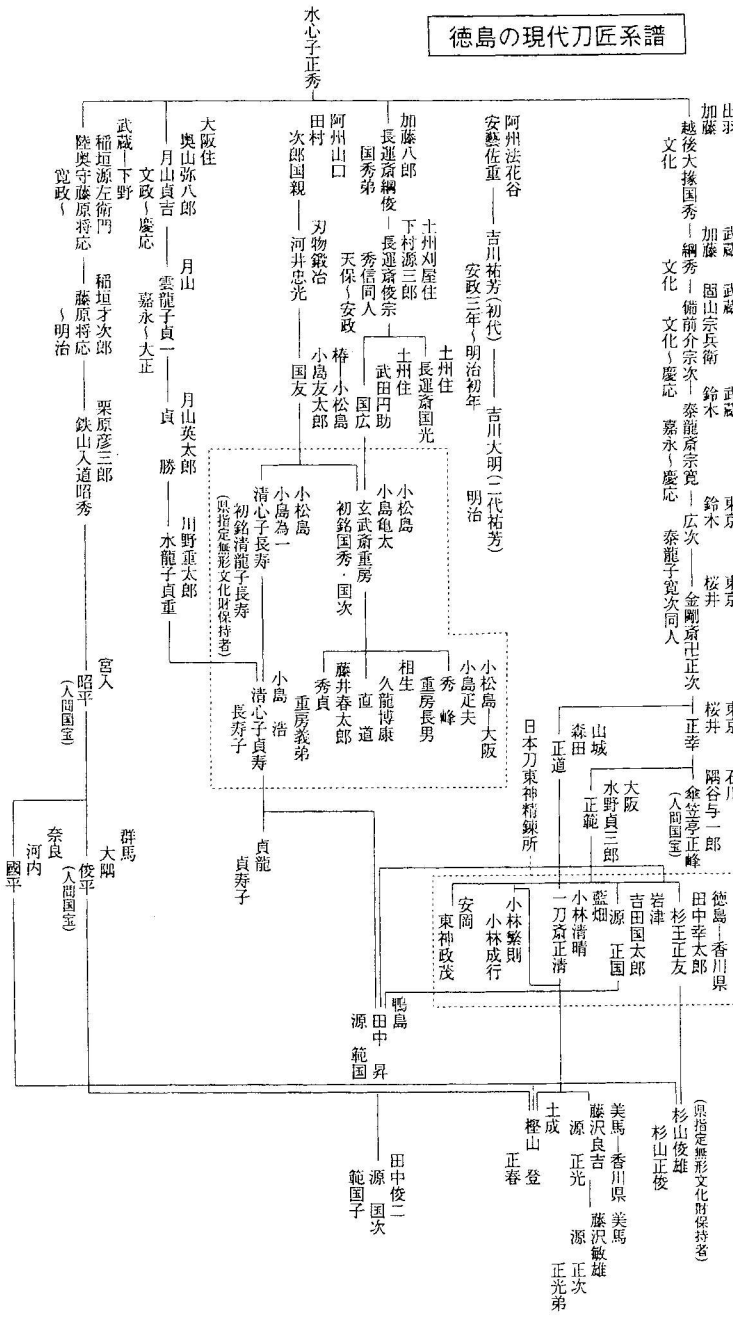 徳島の現代刀匠系譜
水心子正秀
出羽
加藤
越後大掾国秀
文化
武蔵
加藤
綱秀
文化
武蔵
固山宗兵衛
備前介宗次
文化～慶応
武蔵
鈴木
泰龍斎宗寛
嘉永～慶応
東京
鈴木
広次
泰龍子寛次同人
東京
桜井
金剛斎卍正次
東京
桜井
正幸
石川
隅谷与一郎
傘笠亭正峰
(人間国宝)
山城
森田
正道
大阪
水野貞三郎
正範
阿州法花谷
安藝佐重
吉川祐芳(初代)
安政三年～明治初年
吉川大明(二代祐芳)
明治
加藤八郎
長運斎綱俊
国秀弟
土州刈屋住
下村源三郎
長運斎俊宗
秀信同人
天保～安政
土州住
長運斎国光
土州住
武田円助
国広
小松島
小島亀太
玄武斎重房
初銘国秀・国次
小松島―大阪
小島疋夫
秀峰
重房長男
相生
久龍博康
直道
藤井春太郎
秀貞
重房義弟
阿州山口
田村
次郎国親
刃物鍛冶
河井忠光
椿―小松島
小島友太郎
国友
小松島
小島為一
清心子長寿
初銘清龍子長寿
(県指定無形文化財保持者)
小島浩
清心子貞寿
長寿子
貞龍
貞寿子
大阪住
奥山弥八郎
月山貞吉
文政～慶応
月山
雲龍子貞一
嘉永～大正
月山英太郎
貞勝
川野重太郎
水龍子貞重
武蔵―下野
稲垣源左衛門
陸奥守藤原将応
寛政～
稲垣才次郎
藤原将応
～明治
栗原彦三郎
鉄山入道昭秀
宮入
昭平
(人間国宝)
群馬
大隅
俊平
(人間国宝)
奈良
河内
國平
日本刀東神精錬所
徳島―香川県
田中幸太郎
杉王正友
岩津
吉田国太郎
源正国
藍畑
小林清晴
一刀斎正清
小林繁則
小林成行
安岡
東神政茂
鴨島
田中昇
源範国
(県指定無形文化財保持者)
杉山俊雄
杉山正俊
美馬―香川県
藤沢良吉
源正光
美馬
藤沢敏雄
源正次
正光弟
土成
樫山登
正春
田中俊二
源国次
範国子